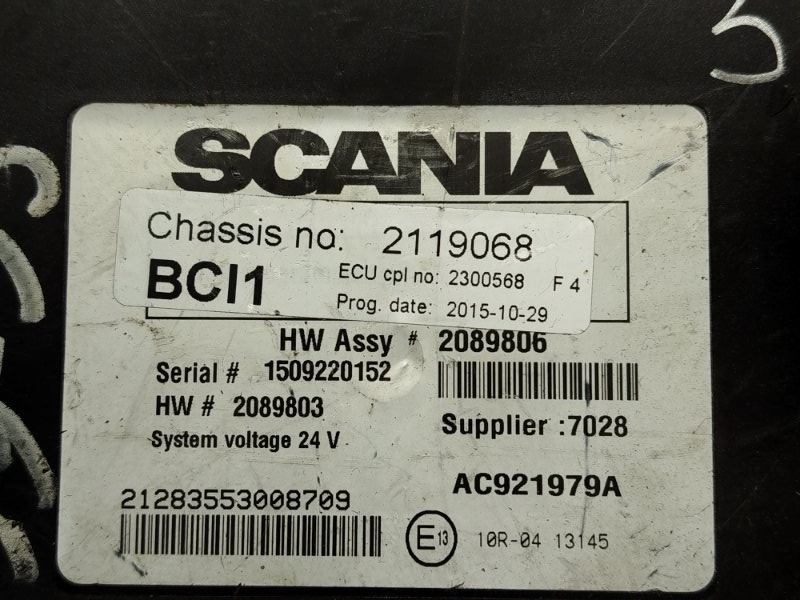 SCANIA
Chassis no: 2119068
BCI1 ECU cpl no: 2300568 F 4
Prog. date: 2015-10-29
HW Assy # 2089806
Serial # 1509220152
HW # 2089803
Supplier :7028
System voltage 24 V
AC921979A
21283553008709
E13 10R-04 13145